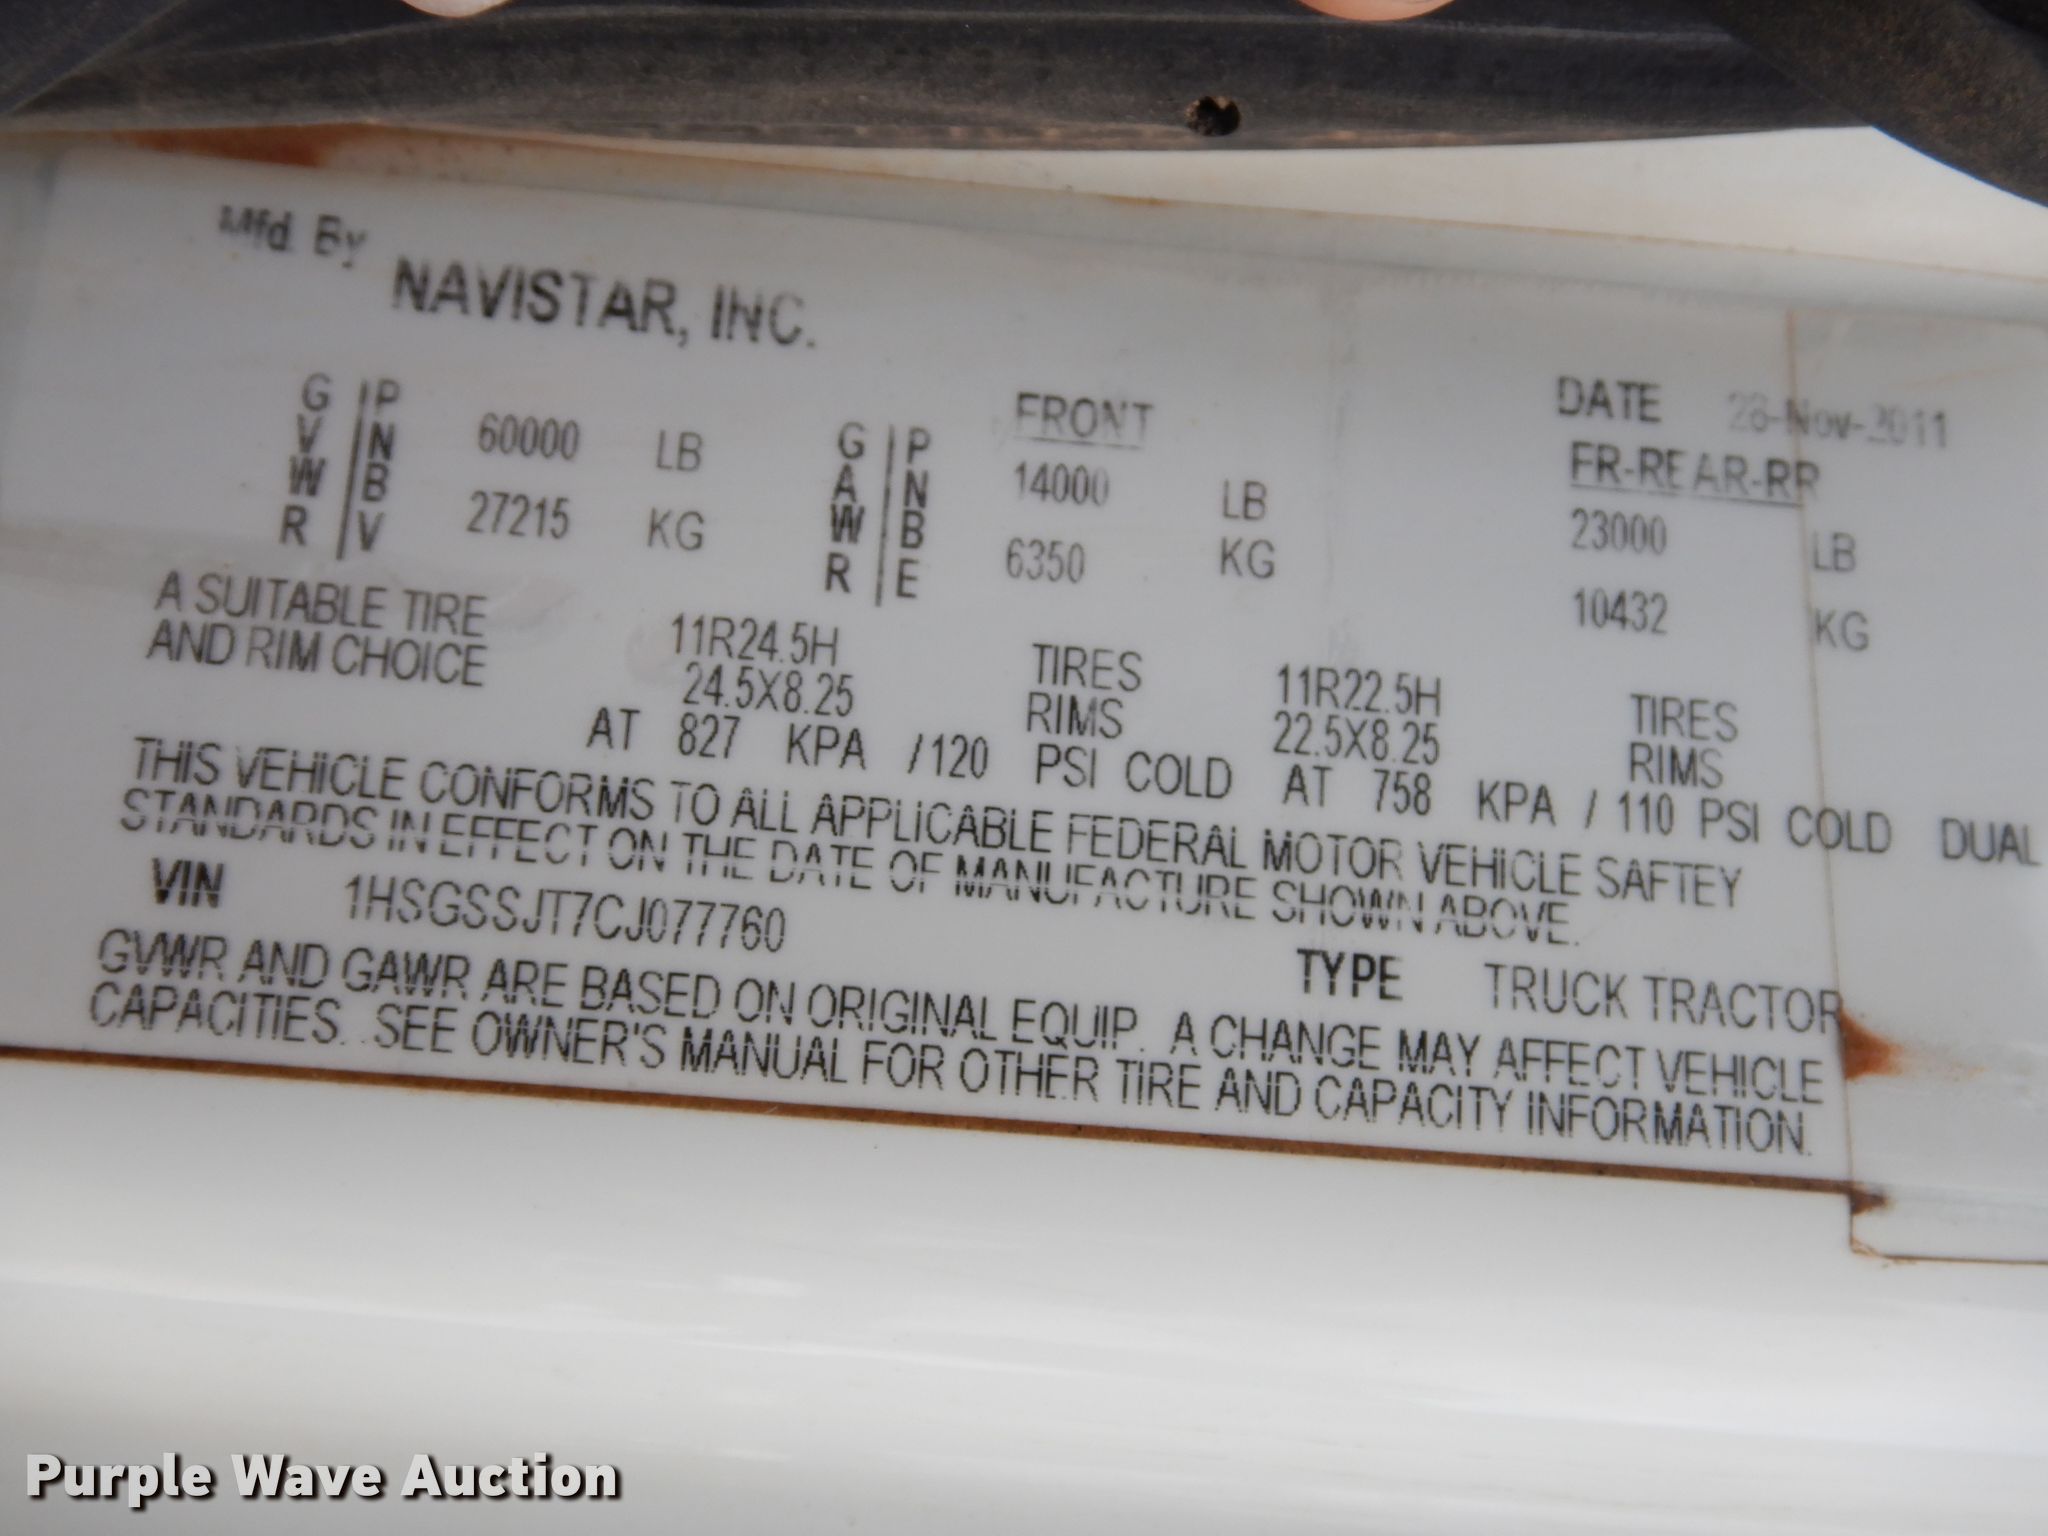 Mfd. By NAVISTAR, INC.
DATE 26-Nov-2011
G V W R / P N B V 60000 LB 27215 KG
G A W R / P N B E FRONT 14000 LB 6350 KG
FR-REAR-RR 23000 LB 10432 KG
A SUITABLE TIRE AND RIM CHOICE
11R24.5H TIRES 11R22.5H TIRES
24.5X8.25 RIMS 22.5X8.25 RIMS
AT 827 KPA /120 PSI COLD AT 758 KPA / 110 PSI COLD DUAL
THIS VEHICLE CONFORMS TO ALL APPLICABLE FEDERAL MOTOR VEHICLE SAFTEY
STANDARDS IN EFFECT ON THE DATE OF MANUFACTURE SHOWN ABOVE.
VIN 1HSGSSJT7CJ077760 TYPE TRUCK TRACTOR
GVWR AND GAWR ARE BASED ON ORIGINAL EQUIP. A CHANGE MAY AFFECT VEHICLE
CAPACITIES. SEE OWNER'S MANUAL FOR OTHER TIRE AND CAPACITY INFORMATION.
Purple Wave Auction